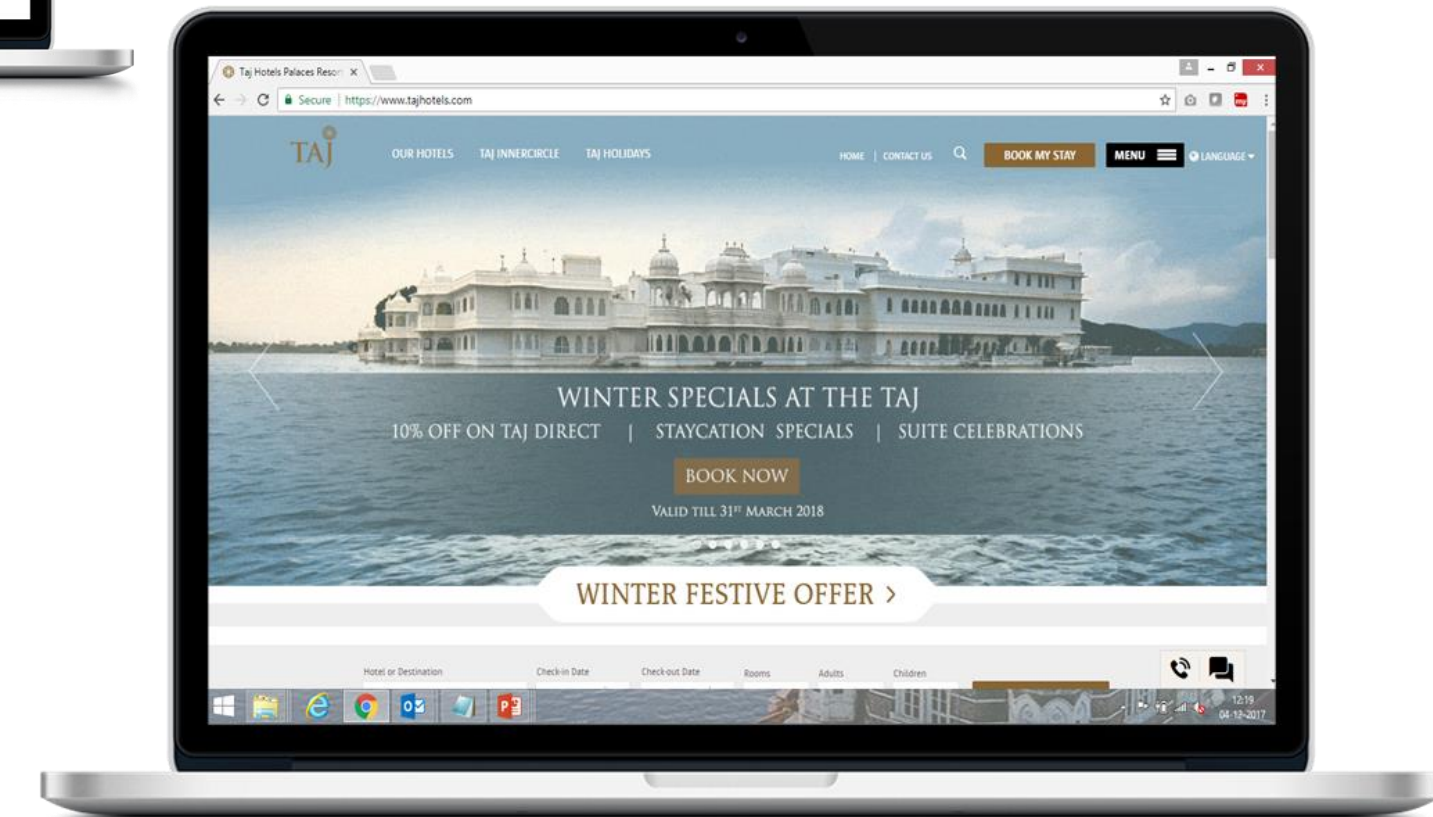 Taj Hotels Palaces Resor
Secure | https://www.tajhotels.com
my
TAJ
OUR HOTELS TAJ INNERCIRCLE TAJ HOLIDAYS
HOME | CONTACT US
BOOK MY STAY
MENU
LANGUAGE
WINTER SPECIALS AT THE TAJ
10% OFF ON TAJ DIRECT | STAYCATION SPECIALS | SUITE CELEBRATIONS
BOOK NOW
VALID TILL 31ST MARCH 2018
WINTER FESTIVE OFFER >
Hotel or Destination Check-in Date Check-out Date Rooms Adults Children
12:19
04-12-2017